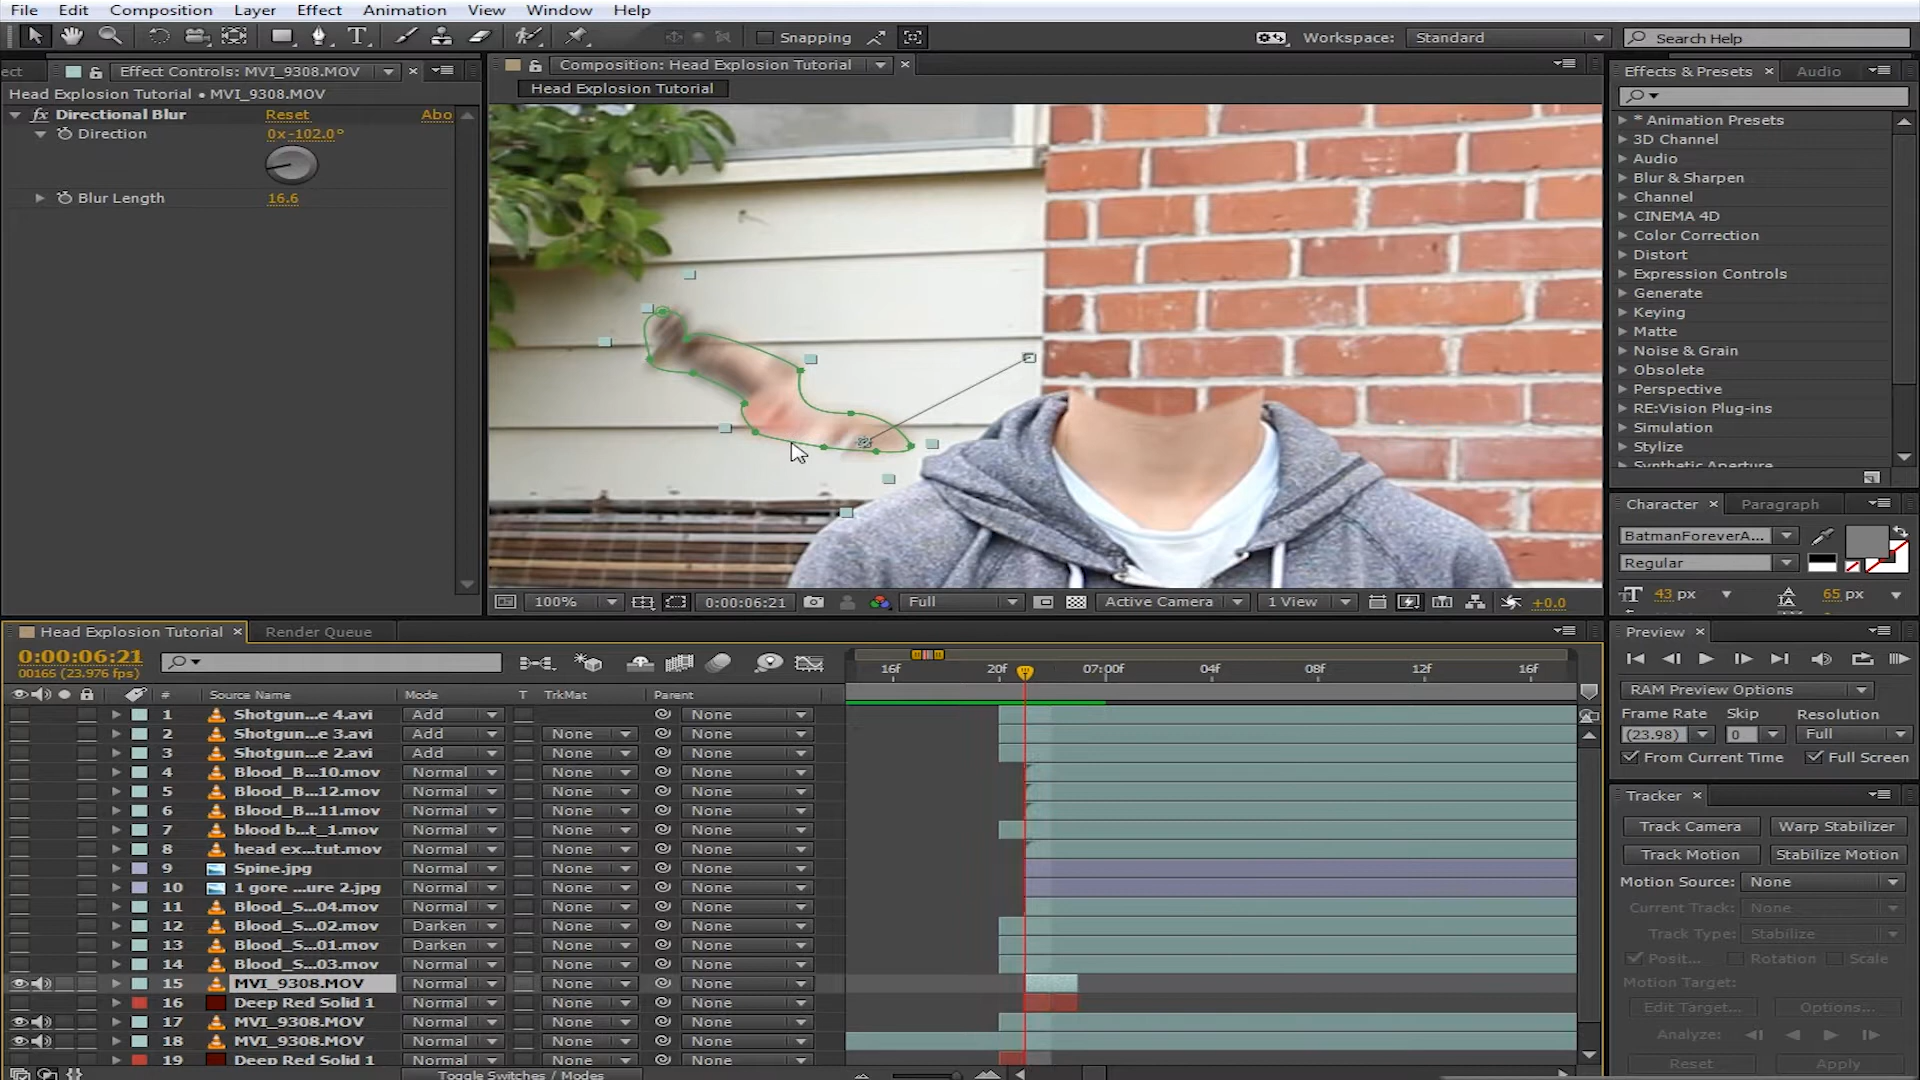 File Edit Composition Layer Effect Animation View Window Help
Snapping
Workspace: Standard
Search Help
ect
Effect Controls: MVI_9308.MOV
Head Explosion Tutorial • MVI_9308.MOV
fx Directional Blur Reset Abo
Direction 0x-102.0°
Blur Length 16.6
Composition: Head Explosion Tutorial
Head Explosion Tutorial
100% 0:00:06:21 Full Active Camera 1 View +0.0
Effects & Presets Audio
* Animation Presets
3D Channel
Audio
Blur & Sharpen
Channel
CINEMA 4D
Color Correction
Distort
Expression Controls
Generate
Keying
Matte
Noise & Grain
Obsolete
Perspective
RE:Vision Plug-ins
Simulation
Stylize
Synthetic Aperture
Character Paragraph
BatmanForeverA...
Regular
43 px 65 px
Head Explosion Tutorial Render Queue
0:00:06:21
00165 (23.976 fps)
16f 20f 07:00f 04f 08f 12f 16f
# Source Name Mode T TrkMat Parent
1 Shotgun...e 4.avi Add None
2 Shotgun...e 3.avi Add None None
3 Shotgun...e 2.avi Add None None
4 Blood_B...10.mov Normal None None
5 Blood_B...12.mov Normal None None
6 Blood_B...11.mov Normal None None
7 blood b...t_1.mov Normal None None
8 head ex...tut.mov Normal None None
9 Spine.jpg Normal None None
10 1 gore ...ure 2.jpg Normal None None
11 Blood_S...04.mov Normal None None
12 Blood_S...02.mov Darken None None
13 Blood_S...01.mov Darken None None
14 Blood_S...03.mov Normal None None
15 MVI_9308.MOV Normal None None
16 Deep Red Solid 1 Normal None None
17 MVI_9308.MOV Normal None None
18 MVI_9308.MOV Normal None None
19 Deep Red Solid 1 Normal None None
Toggle Switches / Modes
Preview
RAM Preview Options
Frame Rate Skip Resolution
(23.98) 0 Full
From Current Time Full Screen
Tracker
Track Camera Warp Stabilizer
Track Motion Stabilize Motion
Motion Source: None
Current Track: None
Track Type: Stabilize
Posit... Rotation Scale
Motion Target:
Edit Target... Options...
Analyze:
Reset Apply